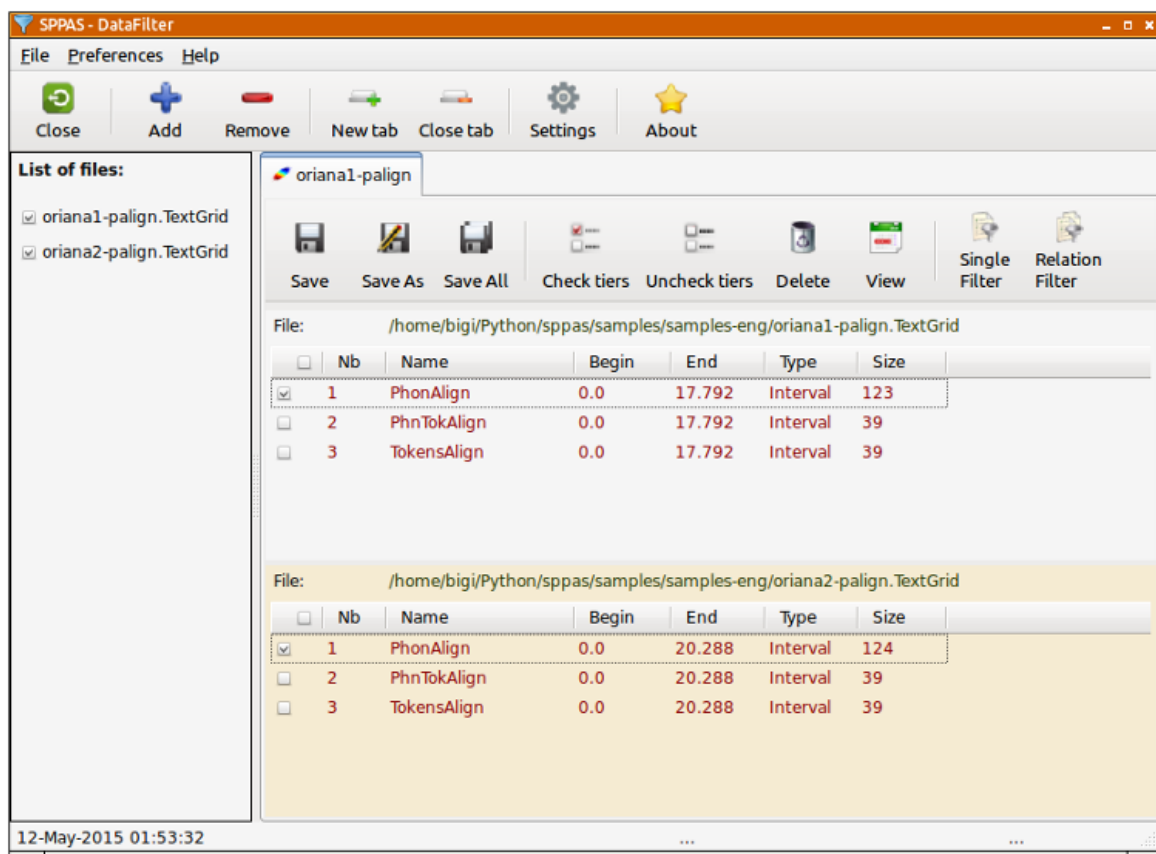 SPPAS - DataFilter
File Preferences Help
Close Add Remove New tab Close tab Settings About
List of files:
oriana1-palign.TextGrid
oriana2-palign.TextGrid
oriana1-palign
Save Save As Save All Check tiers Uncheck tiers Delete View Single Filter Relation Filter
File: /home/bigi/Python/sppas/samples/samples-eng/oriana1-palign.TextGrid
Nb Name Begin End Type Size
1 PhonAlign 0.0 17.792 Interval 123
2 PhnTokAlign 0.0 17.792 Interval 39
3 TokensAlign 0.0 17.792 Interval 39
File: /home/bigi/Python/sppas/samples/samples-eng/oriana2-palign.TextGrid
Nb Name Begin End Type Size
1 PhonAlign 0.0 20.288 Interval 124
2 PhnTokAlign 0.0 20.288 Interval 39
3 TokensAlign 0.0 20.288 Interval 39
12-May-2015 01:53:32 ... ...